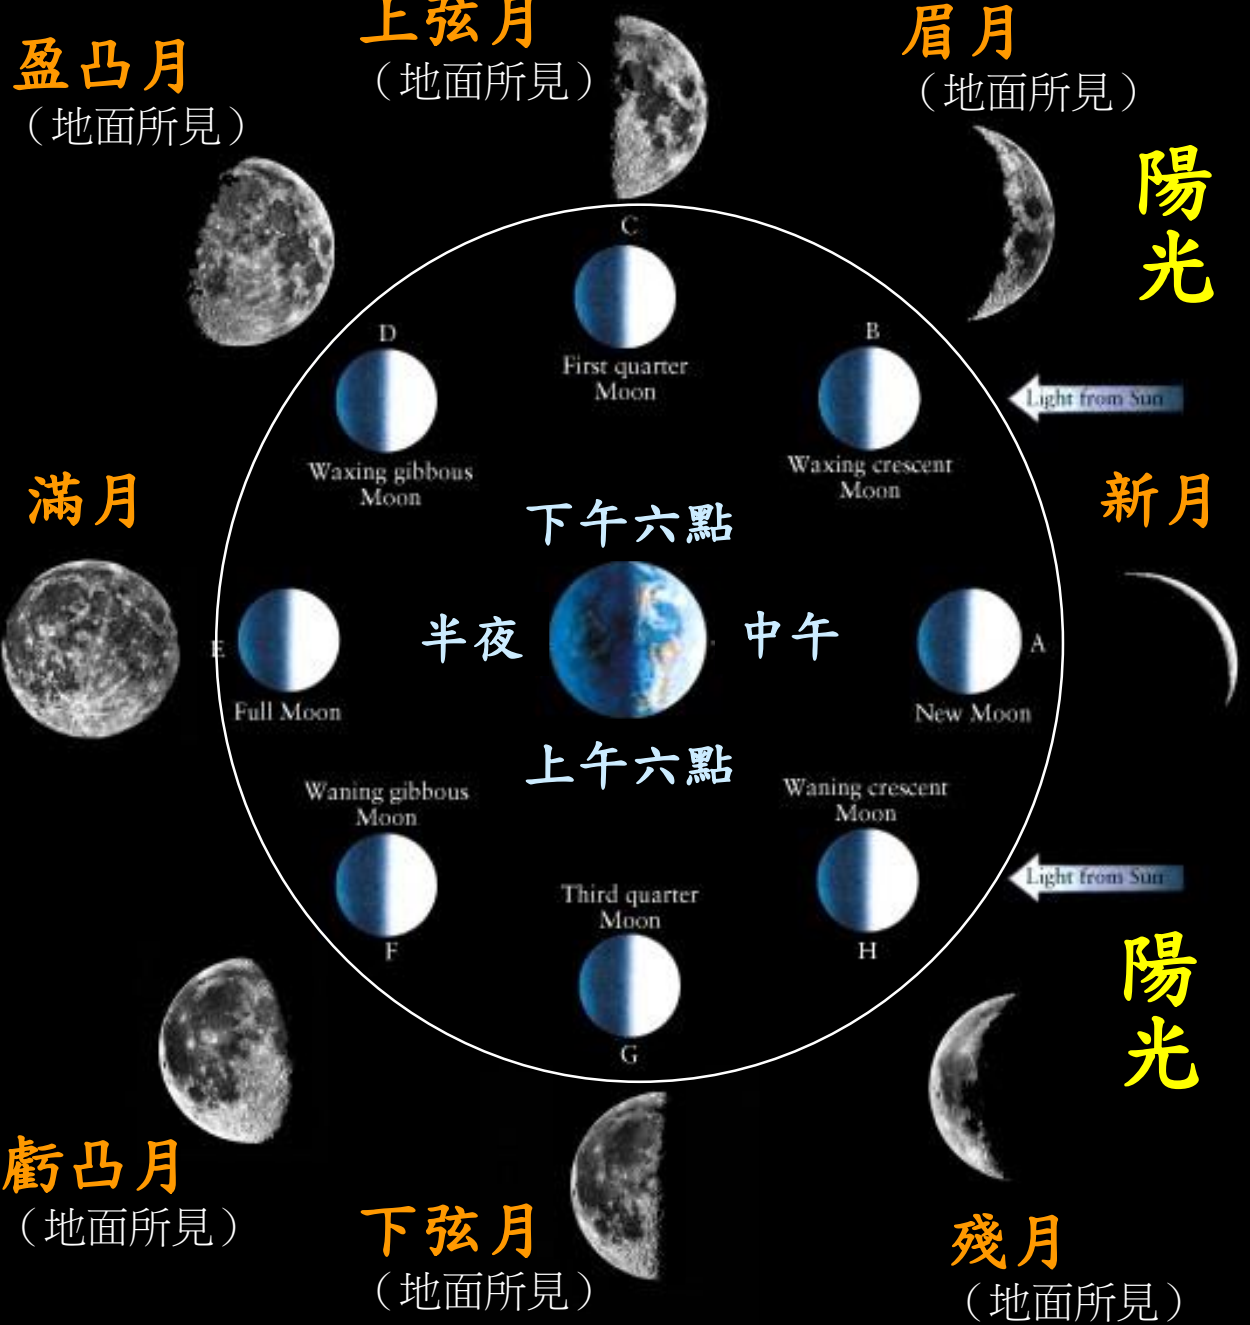 上弦月
（地面所見）
眉月
（地面所見）
盈凸月
（地面所見）
陽光
C
First quarter
Moon
D
Waxing gibbous
Moon
B
Waxing crescent
Moon
Light from Sun
滿月
新月
下午六點
半夜
中午
上午六點
E
Full Moon
A
New Moon
Waning gibbous
Moon
F
Waning crescent
Moon
H
Third quarter
Moon
G
Light from Sun
陽光
虧凸月
（地面所見）
下弦月
（地面所見）
殘月
（地面所見）